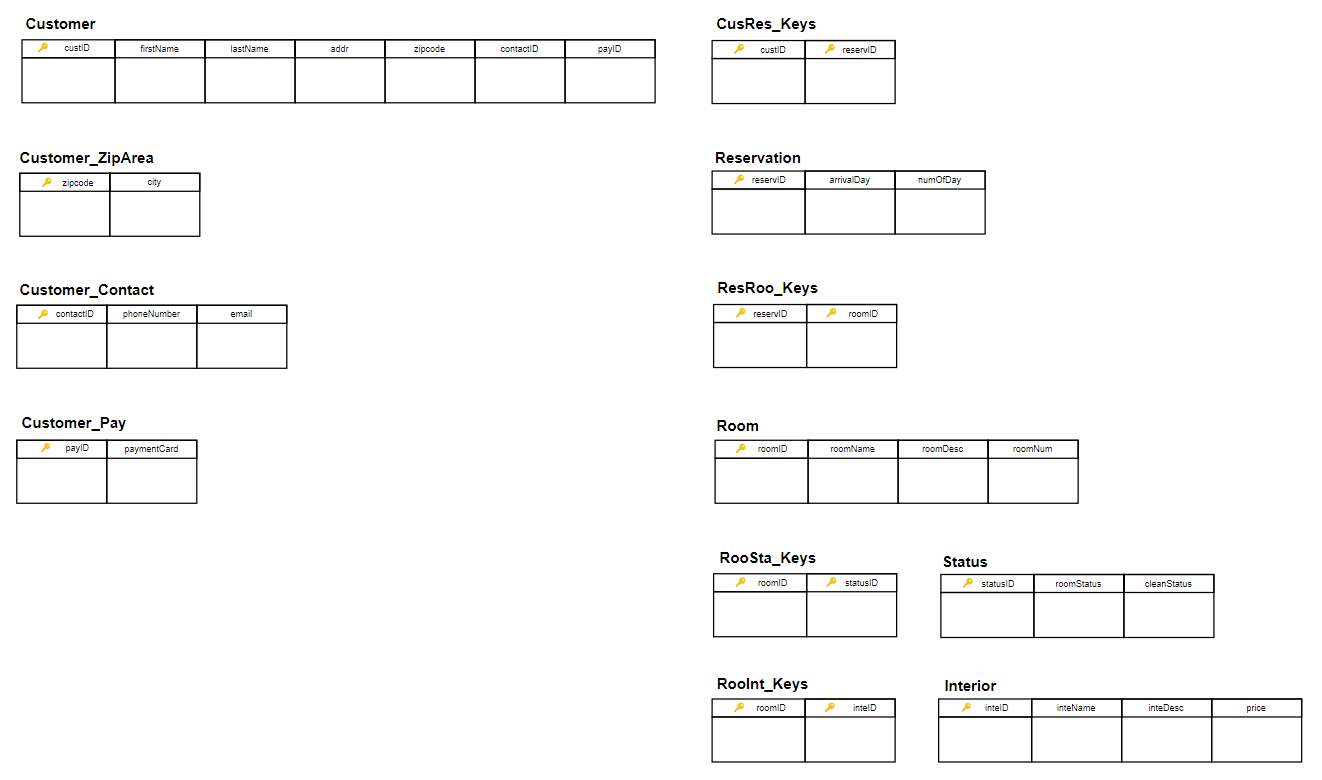 Customer
custID firstName lastName addr zipcode contactID payID
Customer_ZipArea
zipcode city
Customer_Contact
contactID phoneNumber email
Customer_Pay
payID paymentCard
CusRes_Keys
custID reservID
Reservation
reservID arrivalDay numOfDay
ResRoo_Keys
reservID roomID
Room
roomID roomName roomDesc roomNum
RooSta_Keys
roomID statusID
Status
statusID roomStatus cleanStatus
RooInt_Keys
roomID inteID
Interior
inteID inteName inteDesc price